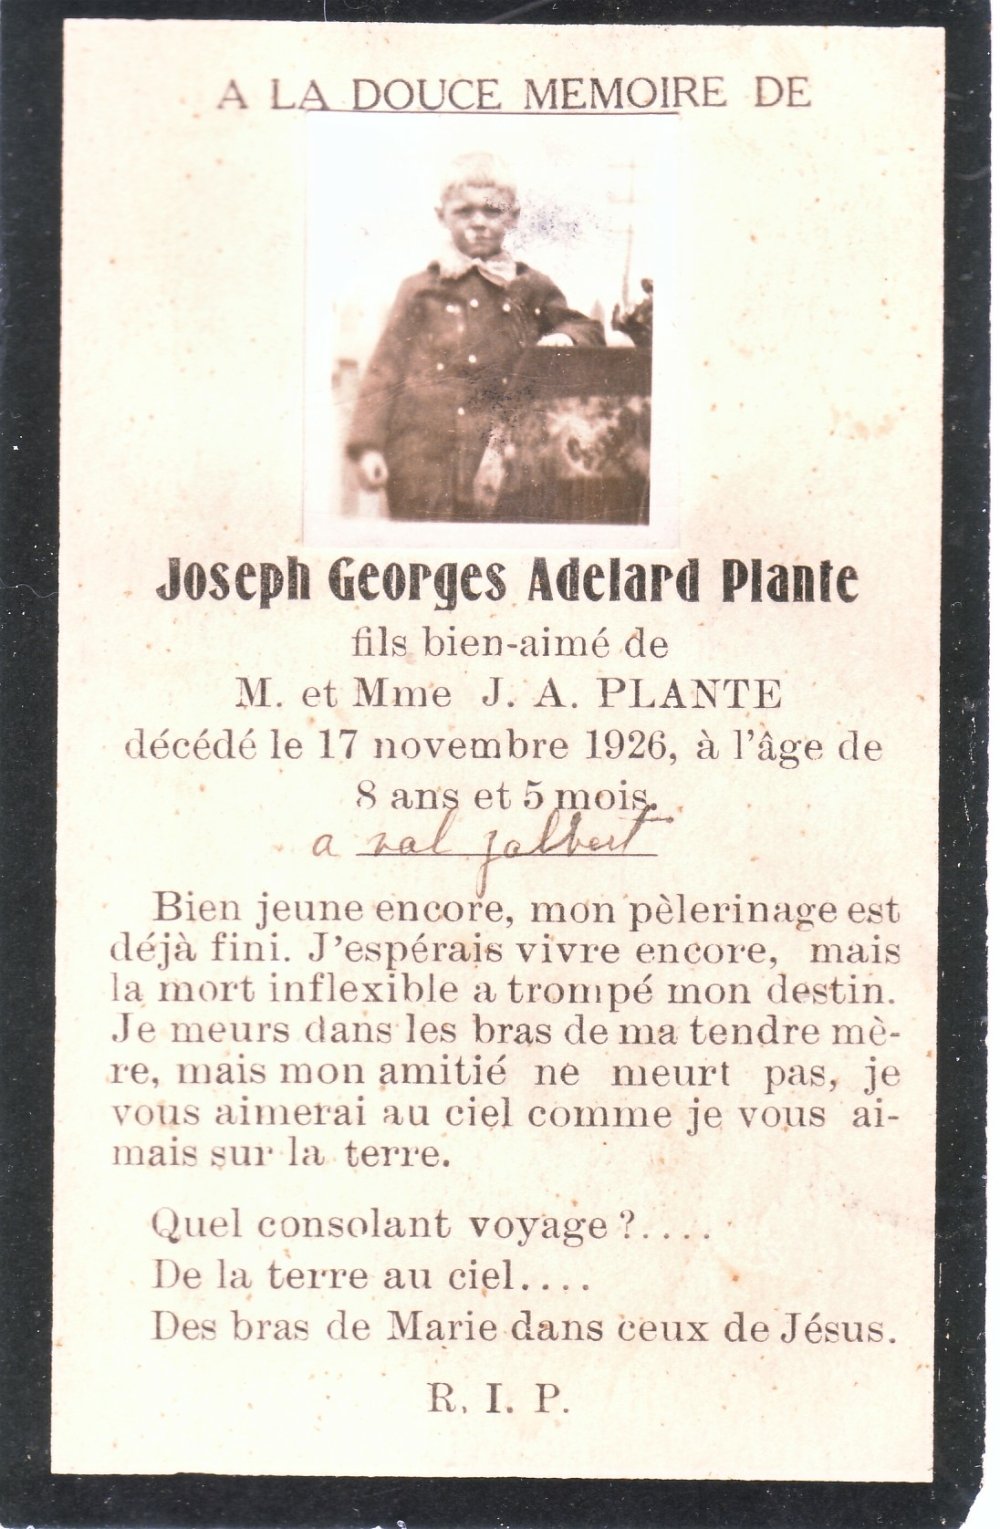 A LA DOUCE MEMOIRE DE
Joseph Georges Adelard Plante
fils bien-aimé de
M. et Mme J. A. PLANTE
décédé le 17 novembre 1926, à l'âge de
8 ans et 5 mois.
a val jalbert
Bien jeune encore, mon pèlerinage est
déjà fini. J'espérais vivre encore, mais
la mort inflexible a trompé mon destin.
Je meurs dans les bras de ma tendre mè-
re, mais mon amitié ne meurt pas, je
vous aimerai au ciel comme je vous ai-
mais sur la terre.
Quel consolant voyage ?....
De la terre au ciel....
Des bras de Marie dans ceux de Jésus.
R. I. P.